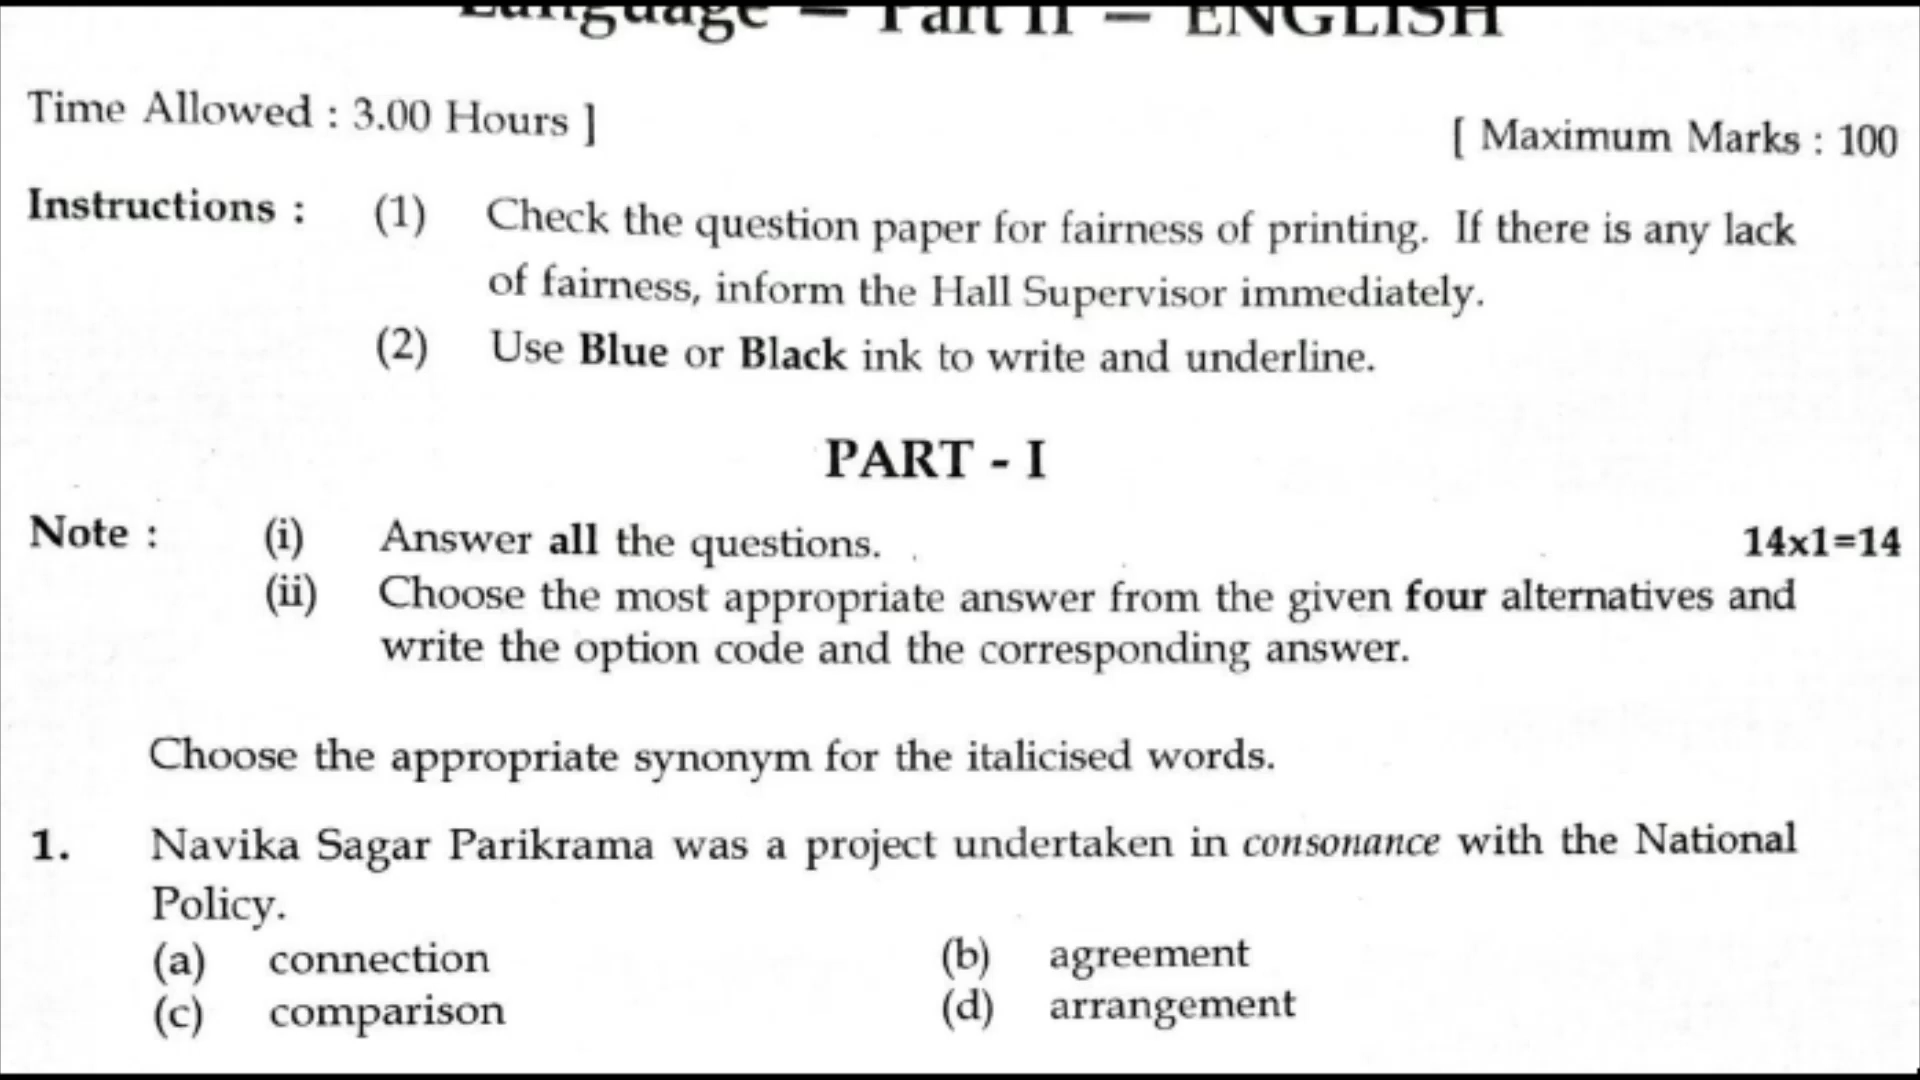 Language — Part II — ENGLISH
Time Allowed : 3.00 Hours ]
[ Maximum Marks : 100
Instructions : (1) Check the question paper for fairness of printing. If there is any lack
of fairness, inform the Hall Supervisor immediately.
(2) Use Blue or Black ink to write and underline.
PART - I
Note : (i) Answer all the questions. 14x1=14
(ii) Choose the most appropriate answer from the given four alternatives and
write the option code and the corresponding answer.
Choose the appropriate synonym for the italicised words.
1. Navika Sagar Parikrama was a project undertaken in consonance with the National
Policy.
(a) connection (b) agreement
(c) comparison (d) arrangement